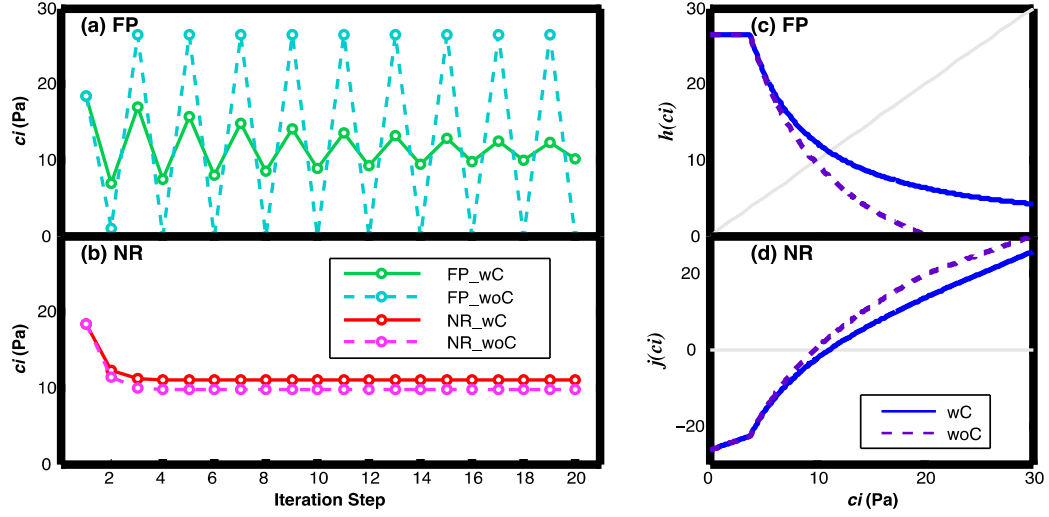 (a) FP
30
20
10
0
ci (Pa)
(b) NR
20
10
0
ci (Pa)
FP_wC
FP_woC
NR_wC
NR_woC
2 4 6 8 10 12 14 16 18 20
Iteration Step
(c) FP
30
20
10
0
h(ci)
(d) NR
20
0
−20
j(ci)
wC
woC
0 10 20 30
ci (Pa)